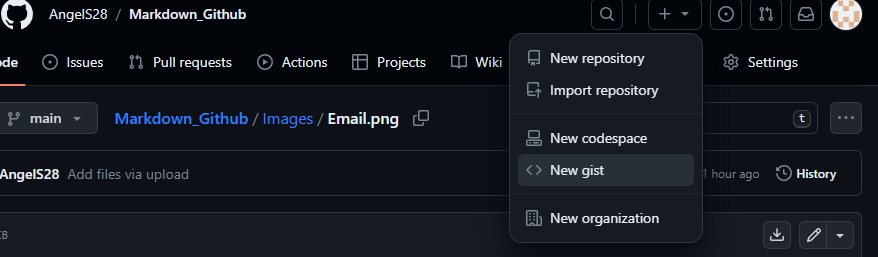 AngelS28 / Markdown_Github
ode Issues Pull requests Actions Projects Wiki Settings
New repository
Import repository
New codespace
New gist
New organization
main Markdown_Github / Images / Email.png t
AngelS28 Add files via upload 1 hour ago History
KB